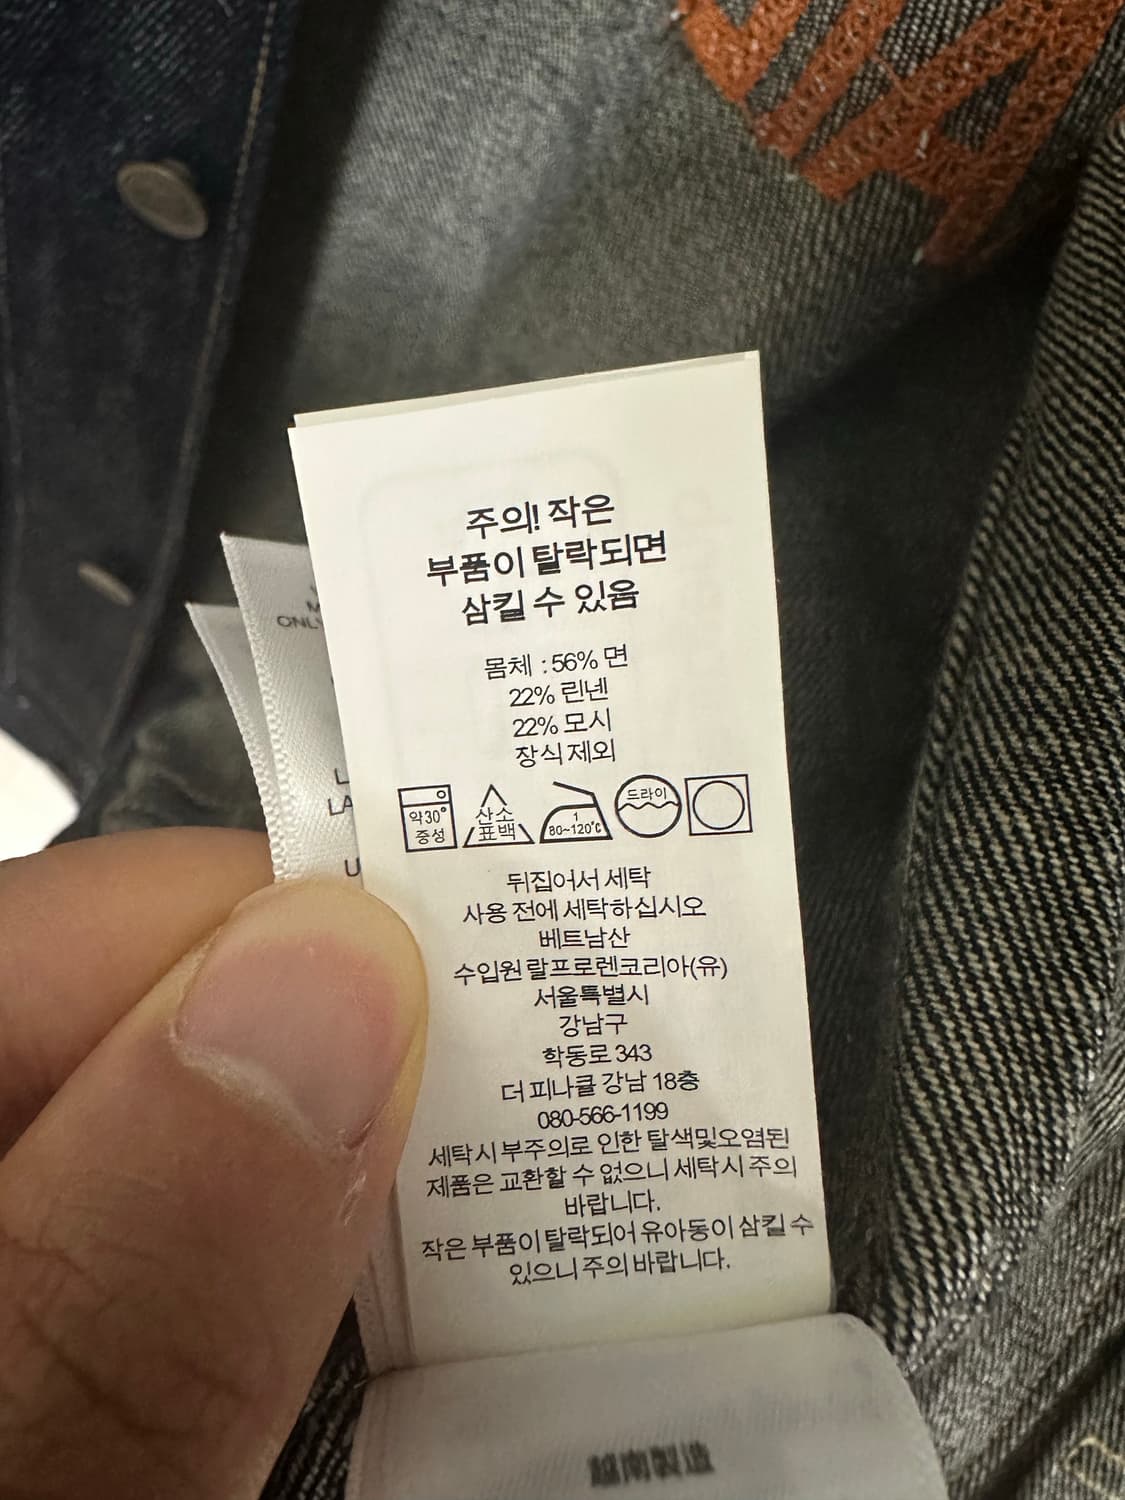 주의! 작은
부품이 탈락되면
삼킬 수 있음
몸체 : 56% 면
22% 린넨
22% 모시
장식 제외
약30°
중성
산소
표백
1
80~120℃
드라이
뒤집어서 세탁
사용 전에 세탁하십시오
베트남산
수입원 랄프로렌코리아(유)
서울특별시
강남구
학동로 343
더 피나클 강남 18층
080-566-1199
세탁시 부주의로 인한 탈색및오염된
제품은 교환할 수 없으니 세탁시 주의
바랍니다.
작은 부품이 탈락되어 유아동이 삼킬 수
있으니 주의 바랍니다.
越南製造
ONLY